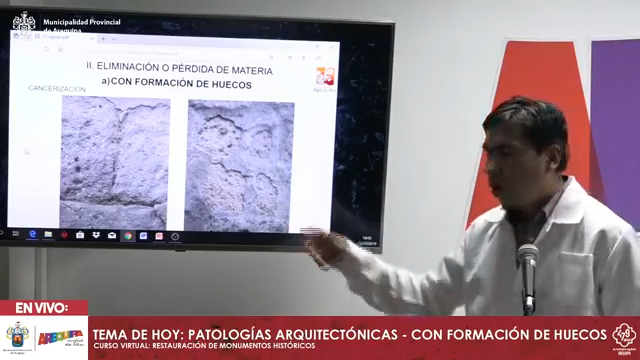 Municipalidad Provincial
de Arequipa
II. ELIMINACIÓN O PÉRDIDA DE MATERIA
a)CON FORMACIÓN DE HUECOS
CANCERIZACIÓN
EN VIVO:
AREQUIPA
TEMA DE HOY: PATOLOGÍAS ARQUITECTÓNICAS - CON FORMACIÓN DE HUECOS
CURSO VIRTUAL: RESTAURACIÓN DE MONUMENTOS HISTÓRICOS